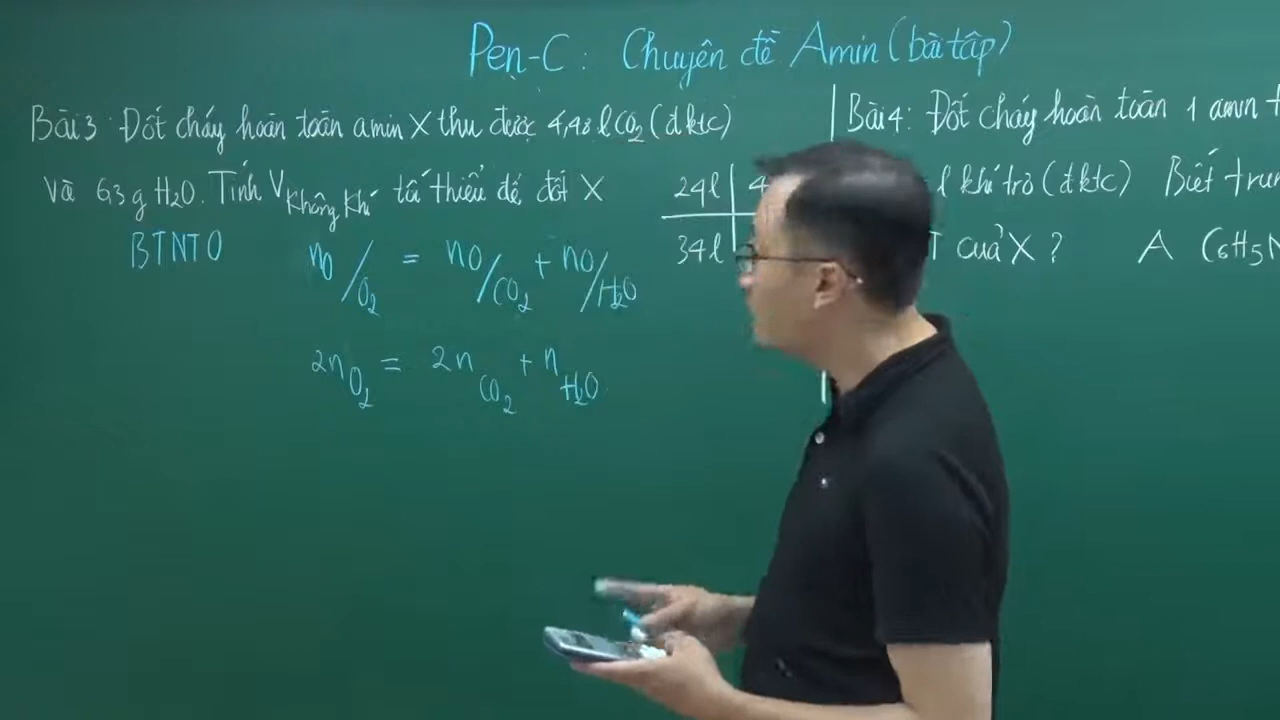 Pen-C: Chuyên đề Amin (bài tập)
Bài 3: Đốt cháy hoàn toàn amin X thu được 4,48 l CO2 (đktc)
và 6,3 g H2O. Tính V không khí tối thiểu để đốt X
24l | 4
34l
BTNT O
nO/O2 = nO/CO2 + nO/H2O
2nO2 = 2nCO2 + nH2O
Bài 4: Đốt cháy hoàn toàn 1 amin
l khí trơ (đktc) Biết
T của X ? A C6H5N